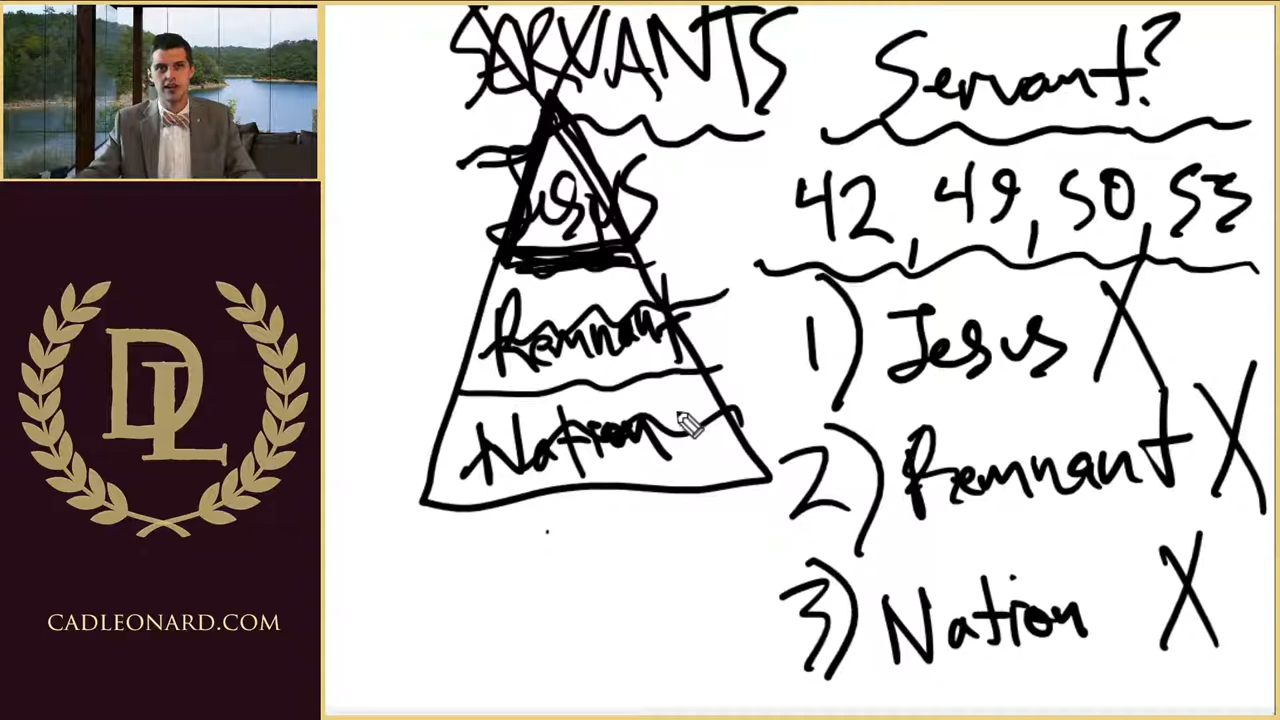 SERVANTS
Jesus
Remnant
Nation
Servant?
42, 49, 50, 53
1) Jesus X
2) Remnant X
3) Nation X
DL
CADLEONARD.COM